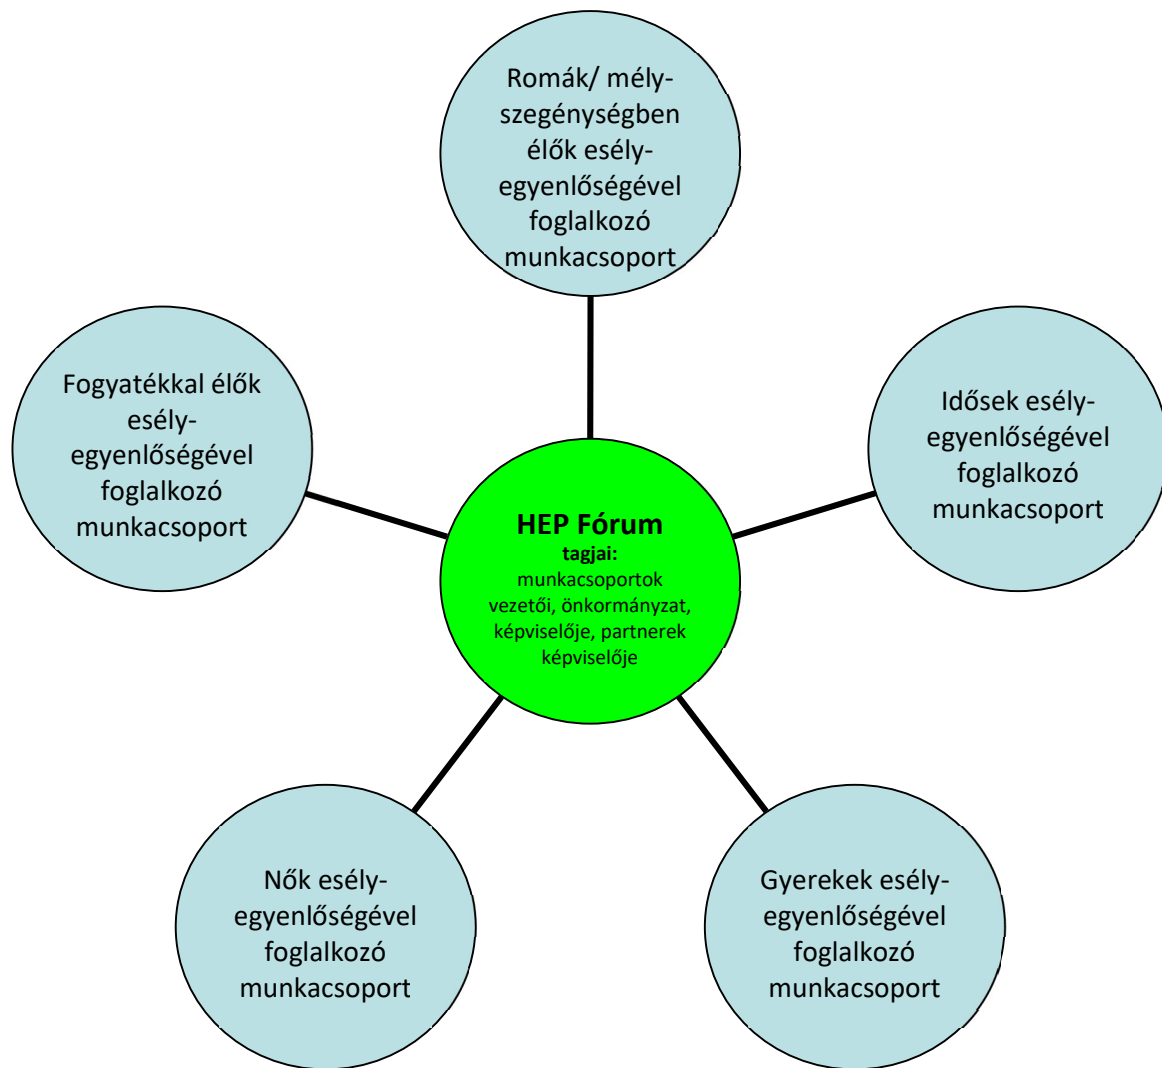 Romák/ mély-
szegénységben
élők esély-
egyenlőségével
foglalkozó
munkacsoport
Fogyatékkal élők
esély-
egyenlőségével
foglalkozó
munkacsoport
Idősek esély-
egyenlőségével
foglalkozó
munkacsoport
HEP Fórum
tagjai:
munkacsoportok
vezetői, önkormányzat,
képviselője, partnerek
képviselője
Nők esély-
egyenlőségével
foglalkozó
munkacsoport
Gyerekek esély-
egyenlőségével
foglalkozó
munkacsoport